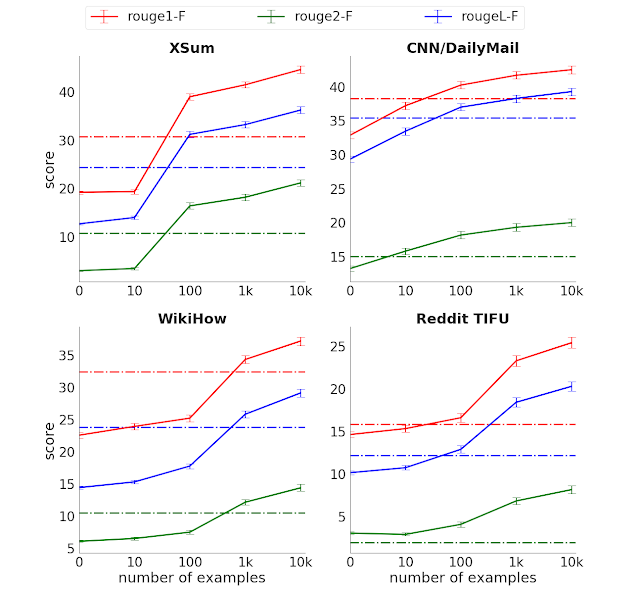 rouge1-F rouge2-F rougeL-F
XSum
CNN/DailyMail
score
40
30
20
10
0 10 100 1k 10k
40
35
30
25
20
15
0 10 100 1k 10k
WikiHow
Reddit TIFU
score
35
30
25
20
15
10
5
0 10 100 1k 10k
number of examples
25
20
15
10
5
0 10 100 1k 10k
number of examples